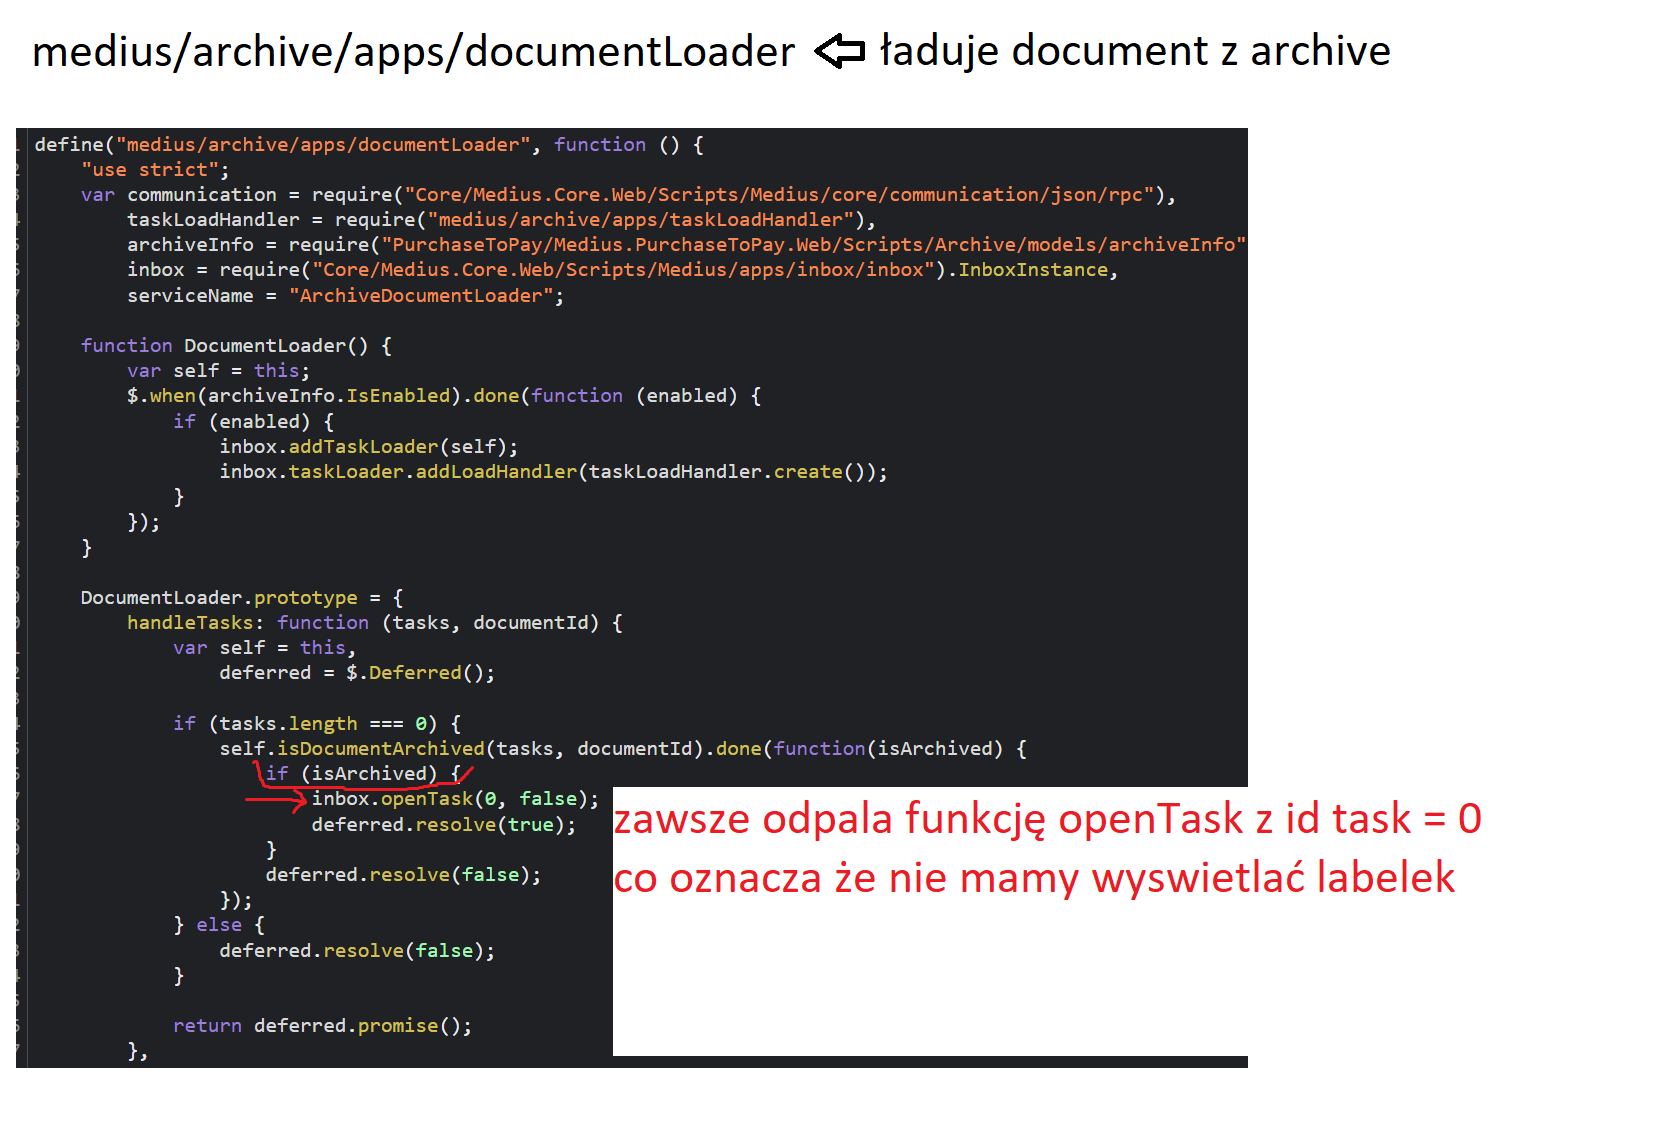 medius/archive/apps/documentLoader ładuje document z archive
define("medius/archive/apps/documentLoader", function () {
"use strict";
var communication = require("Core/Medius.Core.Web/Scripts/Medius/core/communication/json/rpc"),
taskLoadHandler = require("medius/archive/apps/taskLoadHandler"),
archiveInfo = require("PurchaseToPay/Medius.PurchaseToPay.Web/Scripts/Archive/models/archiveInfo"
inbox = require("Core/Medius.Core.Web/Scripts/Medius/apps/inbox/inbox").InboxInstance,
serviceName = "ArchiveDocumentLoader";
function DocumentLoader() {
var self = this;
$.when(archiveInfo.IsEnabled).done(function (enabled) {
if (enabled) {
inbox.addTaskLoader(self);
inbox.taskLoader.addLoadHandler(taskLoadHandler.create());
}
});
}
DocumentLoader.prototype = {
handleTasks: function (tasks, documentId) {
var self = this,
deferred = $.Deferred();
if (tasks.length === 0) {
self.isDocumentArchived(tasks, documentId).done(function(isArchived) {
if (isArchived) {
inbox.openTask(0, false);
deferred.resolve(true);
}
deferred.resolve(false);
});
} else {
deferred.resolve(false);
}
return deferred.promise();
},
zawsze odpala funkcję openTask z id task = 0
co oznacza że nie mamy wyswietlać labelek